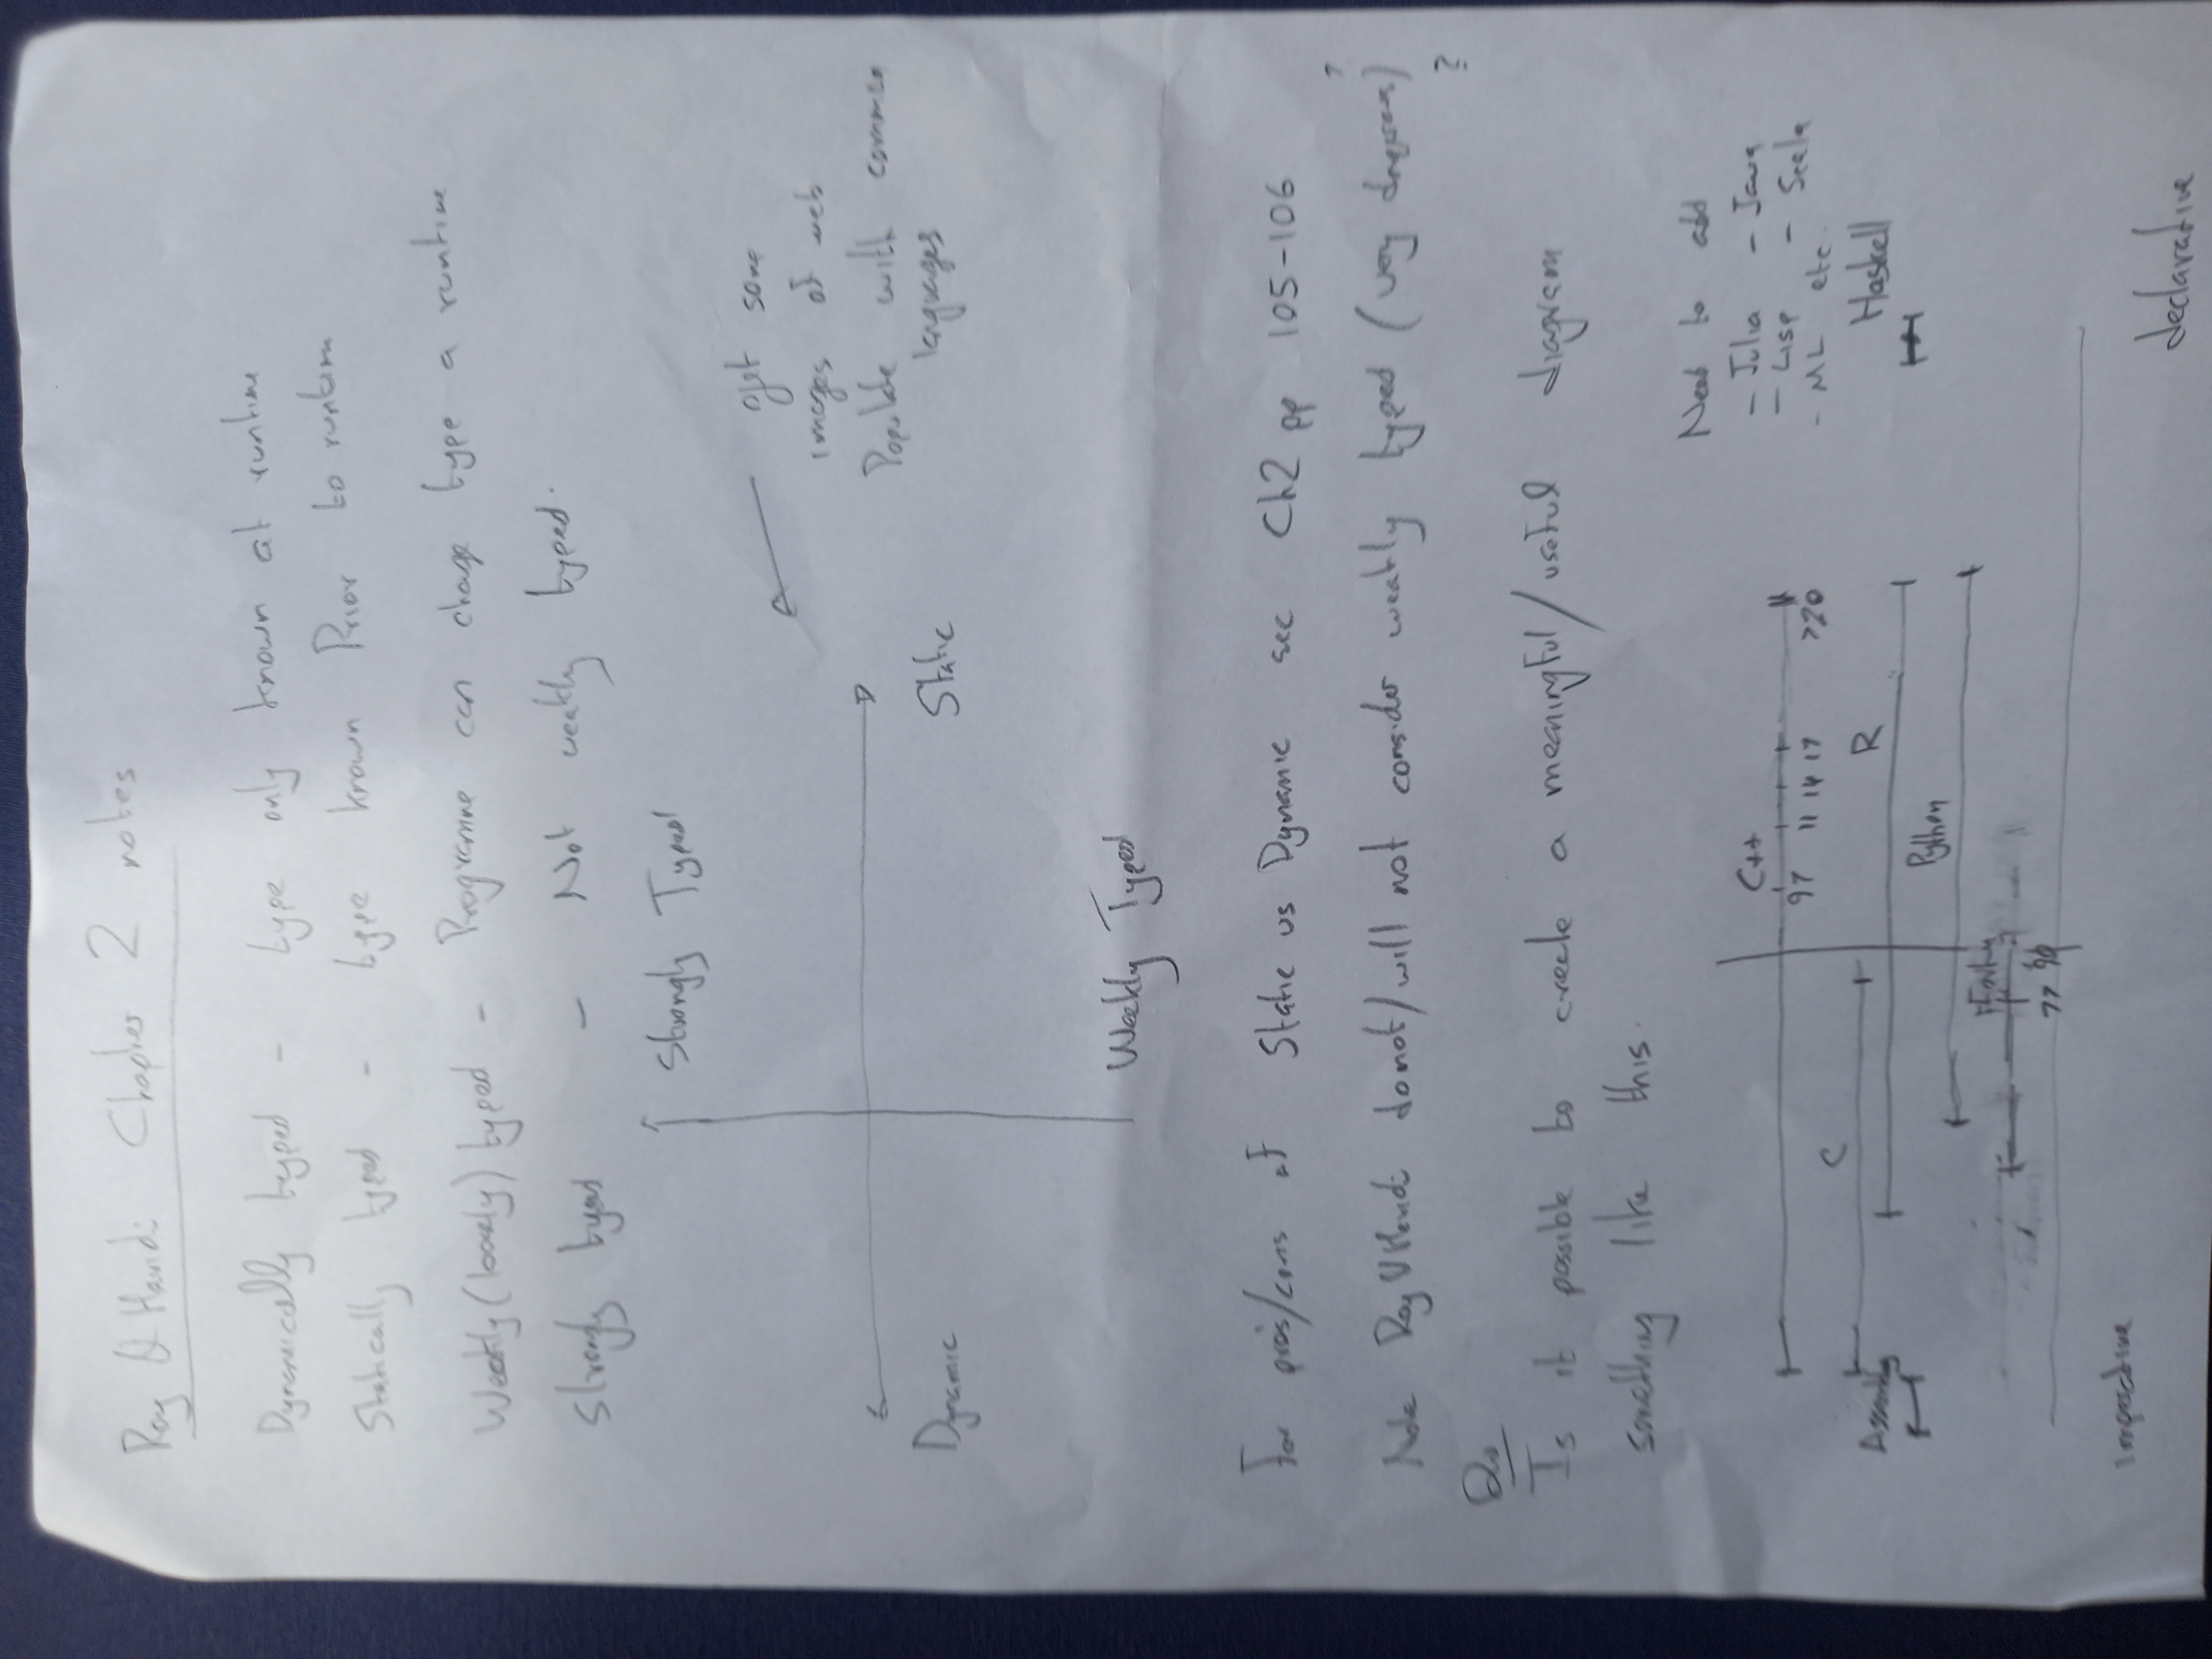 Roy & Haridi Chapter 2 notes
Dynamically typed - type only known at runtime
Statically typed - type known Prior to runtime
Weakly (loosely) typed - Programme can change type a runtime
Strongly typed - Not weakly typed.
Strongly Typed
get some
images of web
Populate with common
languages
Dynamic
Static
Weakly Typed
For pros/cons of Static vs Dynamic see Ch2 pp 105-106
Note Roy & Haridi do not/will not consider weakly typed (very dangerous)
?
Qs
Is it possible to create a meaningful/useful diagram
something like this.
Need to add
- Julia - Java
- Lisp - Scala
- ML etc.
C++
97 11 14 17 >20
C
Assembly
R
Haskell
Python
77
Imperative
declarative